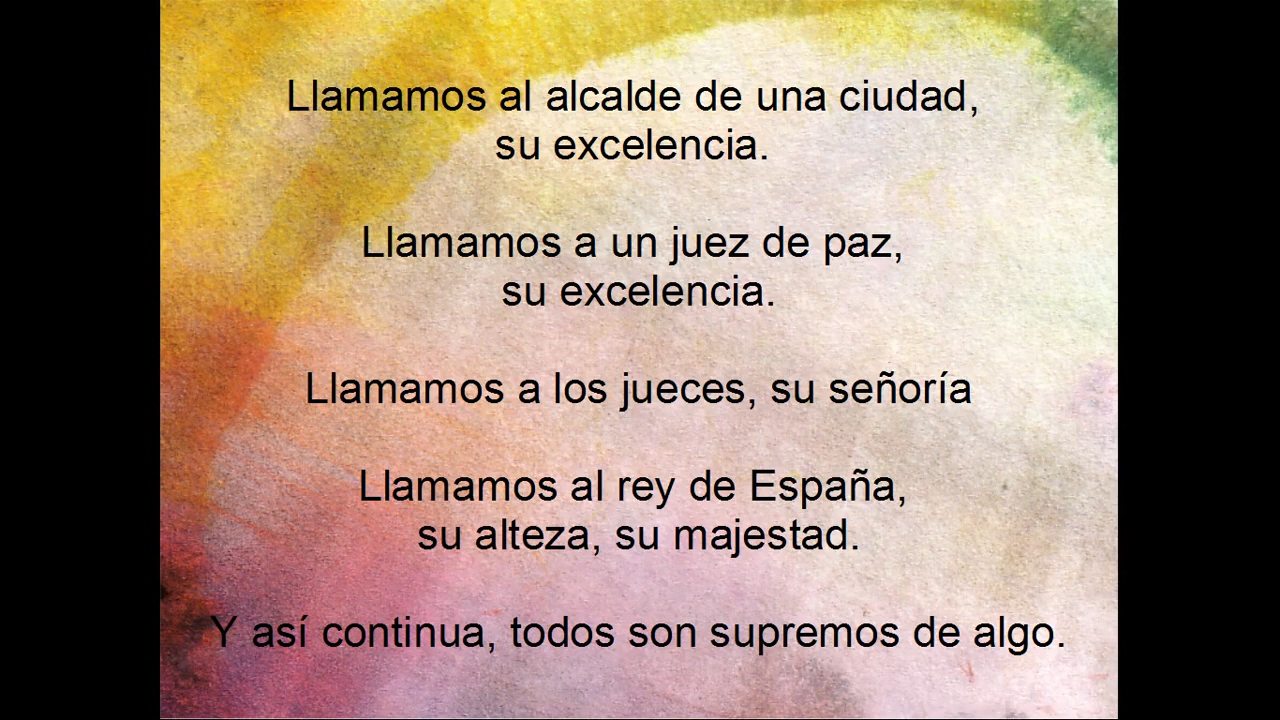 Llamamos al alcalde de una ciudad,
su excelencia.
Llamamos a un juez de paz,
su excelencia.
Llamamos a los jueces, su señoría
Llamamos al rey de España,
su alteza, su majestad.
Y así continua, todos son supremos de algo.